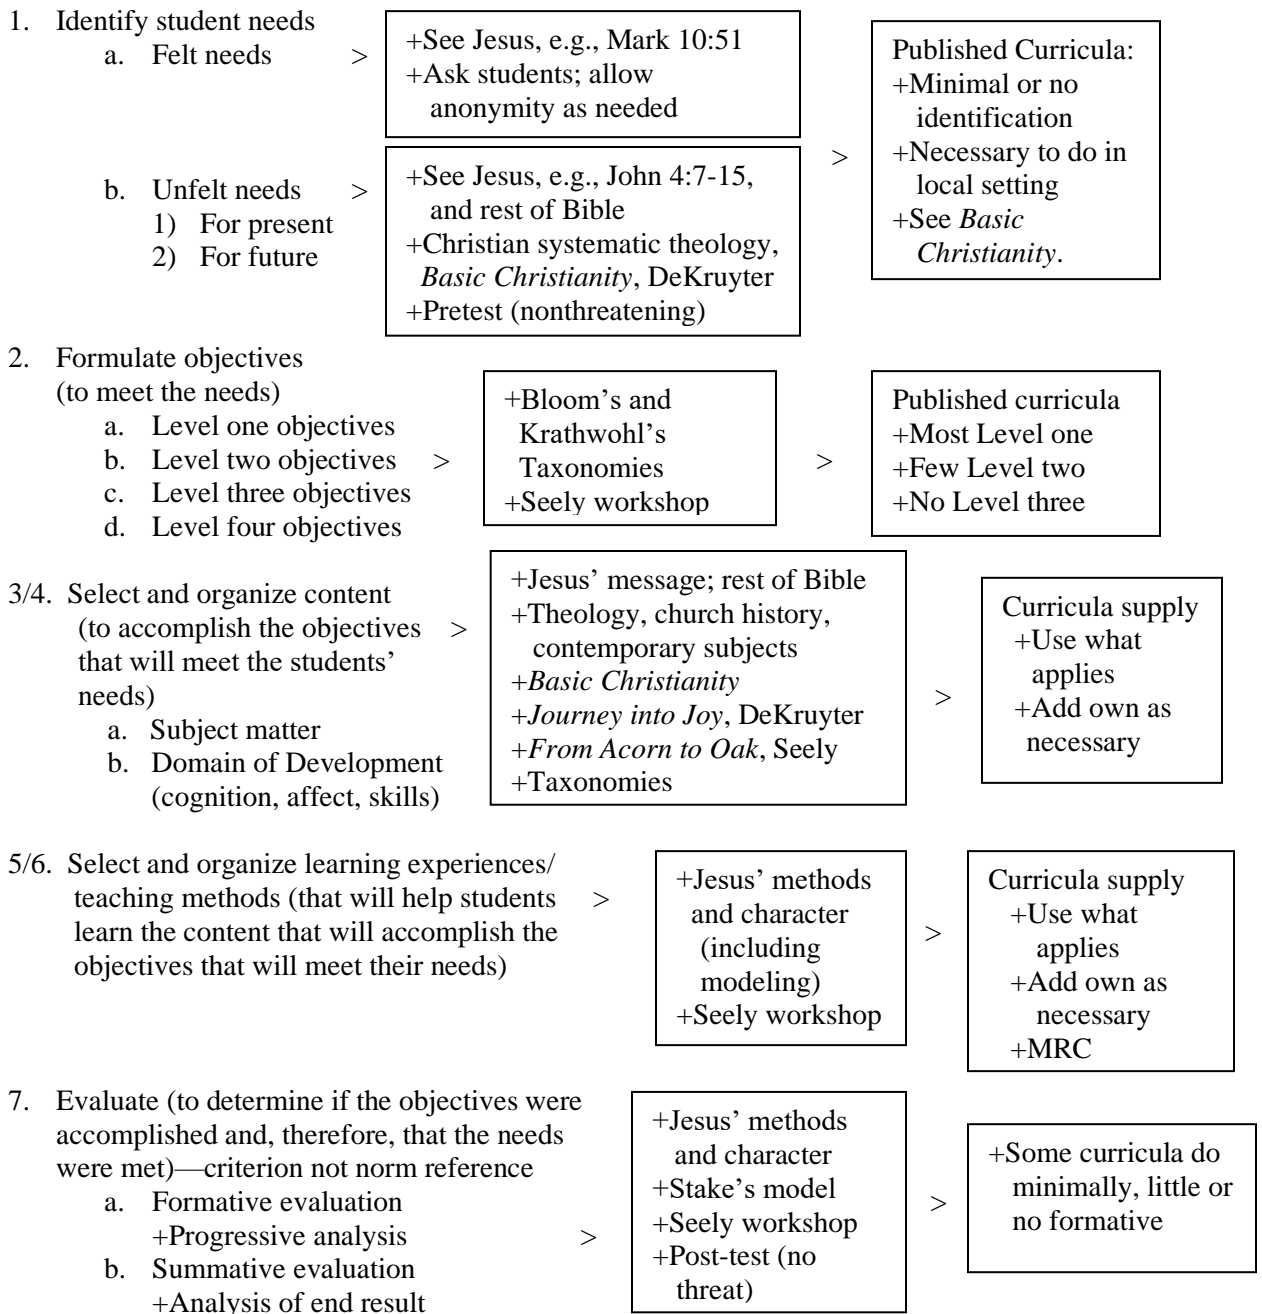 1. Identify student needs
a. Felt needs >
+See Jesus, e.g., Mark 10:51
+Ask students; allow
anonymity as needed
b. Unfelt needs >
1) For present
2) For future
+See Jesus, e.g., John 4:7-15,
and rest of Bible
+Christian systematic theology,
Basic Christianity, DeKruyter
+Pretest (nonthreatening)
>
Published Curricula:
+Minimal or no
identification
+Necessary to do in
local setting
+See Basic
Christianity.
2. Formulate objectives
(to meet the needs)
a. Level one objectives
b. Level two objectives >
c. Level three objectives
d. Level four objectives
+Bloom’s and
Krathwohl’s
Taxonomies
+Seely workshop
>
Published curricula
+Most Level one
+Few Level two
+No Level three
3/4. Select and organize content
(to accomplish the objectives >
that will meet the students’
needs)
a. Subject matter
b. Domain of Development
(cognition, affect, skills)
+Jesus’ message; rest of Bible
+Theology, church history,
contemporary subjects
+Basic Christianity
+Journey into Joy, DeKruyter
+From Acorn to Oak, Seely
+Taxonomies
>
Curricula supply
+Use what
applies
+Add own as
necessary
5/6. Select and organize learning experiences/
teaching methods (that will help students >
learn the content that will accomplish the
objectives that will meet their needs)
+Jesus’ methods
and character
(including
modeling)
+Seely workshop
>
Curricula supply
+Use what
applies
+Add own as
necessary
+MRC
7. Evaluate (to determine if the objectives were
accomplished and, therefore, that the needs
were met)—criterion not norm reference
a. Formative evaluation
+Progressive analysis >
b. Summative evaluation
+Analysis of end result
+Jesus’ methods
and character
+Stake’s model
+Seely workshop
+Post-test (no
threat)
>
+Some curricula do
minimally, little or
no formative